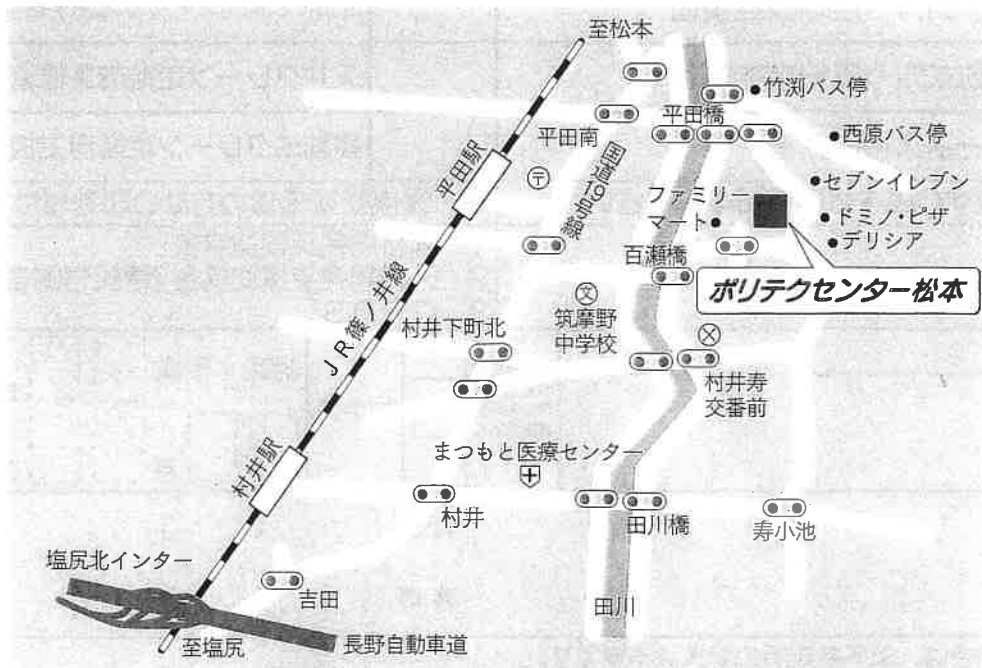 至松本
竹渕バス停
平田橋
平田南
西原バス停
平田駅
〒
国道19号線
セブンイレブン
ファミリー
マート
ドミノ・ピザ
デリシア
百瀬橋
ポリテクセンター松本
文
筑摩野
中学校
JR篠ノ井線
村井下町北
村井寿
交番前
まつもと医療センター
村井駅
村井
田川橋
寿小池
塩尻北インター
吉田
田川
至塩尻
長野自動車道